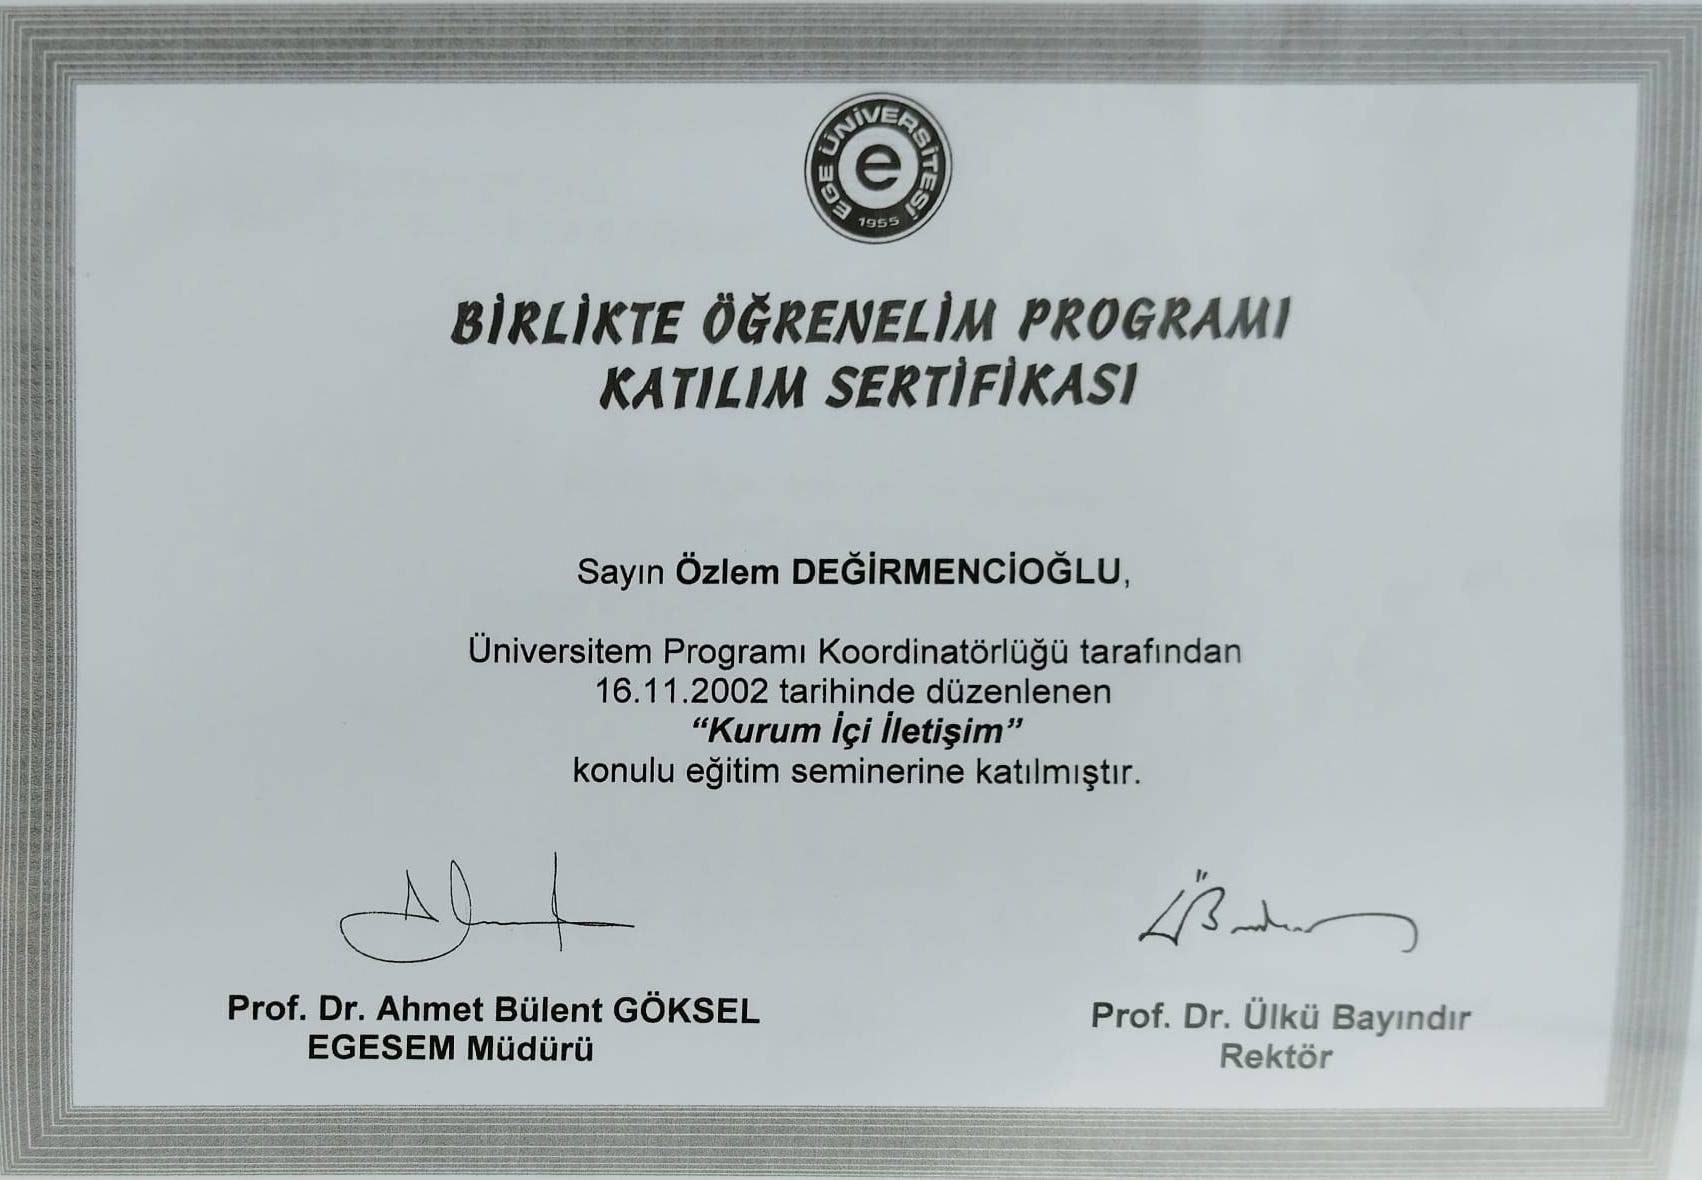 EGE ÜNİVERSİTESİ
e
1955
BİRLİKTE ÖĞRENELİM PROGRAMI
KATILIM SERTİFİKASI
Sayın Özlem DEĞİRMENCİOĞLU,
Üniversitem Programı Koordinatörlüğü tarafından
16.11.2002 tarihinde düzenlenen
“Kurum İçi İletişim”
konulu eğitim seminerine katılmıştır.
Prof. Dr. Ahmet Bülent GÖKSEL
EGESEM Müdürü
Prof. Dr. Ülkü Bayındır
Rektör